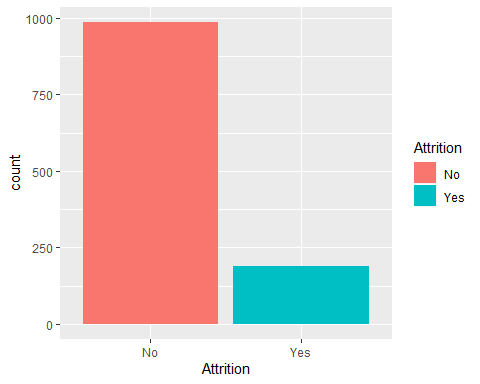 1000
750
500
250
0
count
No
Yes
Attrition
Attrition
No
Yes